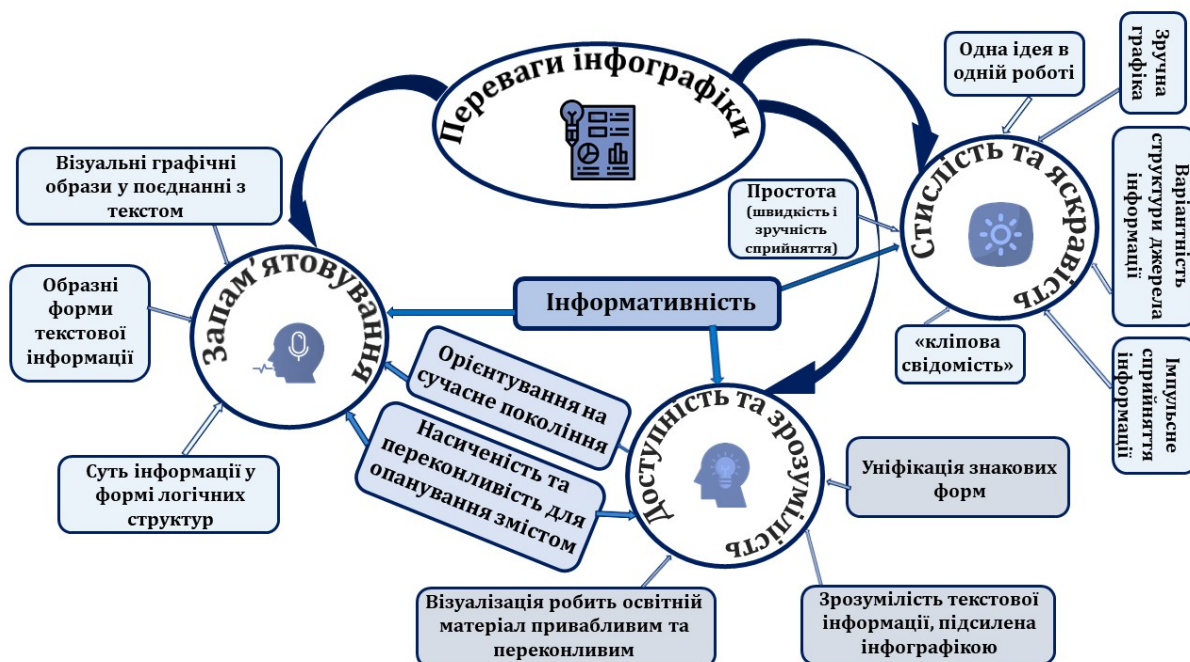 Переваги інфографіки
Одна ідея в
одній роботі
Зручна
графіка
Візуальні графічні
образи у поєднанні з
текстом
Простота
(швидкість і
зручність
сприйняття)
Стислість та яскравість
Варіантність
структури джерела
інформації
Запам’ятовування
Образні
форми
текстової
інформації
Інформативність
«кліпова
свідомість»
Імпульсне
сприйняття
інформації
Орієнтування на
сучасне покоління
Насиченість та
переконливість для
опанування змістом
Доступність та зрозумілість
Суть інформації у
формі логічних
структур
Уніфікація знакових
форм
Візуалізація робить освітній
матеріал привабливим та
переконливим
Зрозумілість текстової
інформації, підсилена
інфографікою